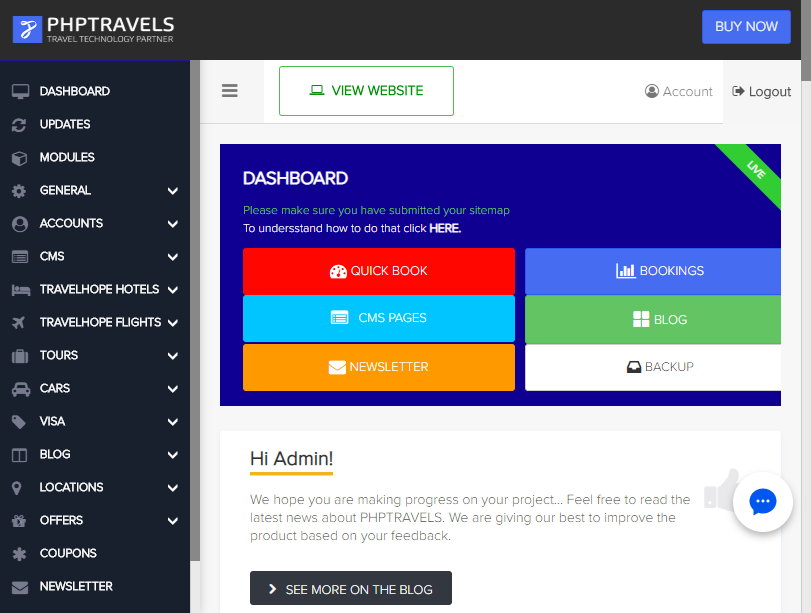 PHPTRAVELS
TRAVEL TECHNOLOGY PARTNER
BUY NOW
DASHBOARD
UPDATES
MODULES
GENERAL
ACCOUNTS
CMS
TRAVELHOPE HOTELS
TRAVELHOPE FLIGHTS
TOURS
CARS
VISA
BLOG
LOCATIONS
OFFERS
COUPONS
NEWSLETTER
VIEW WEBSITE
Account
Logout
DASHBOARD
LIVE
Please make sure you have submitted your sitemap
To undersstand how to do that click HERE.
QUICK BOOK
BOOKINGS
CMS PAGES
BLOG
NEWSLETTER
BACKUP
Hi Admin!
We hope you are making progress on your project... Feel free to read the
latest news about PHPTRAVELS. We are giving our best to improve the
product based on your feedback.
SEE MORE ON THE BLOG